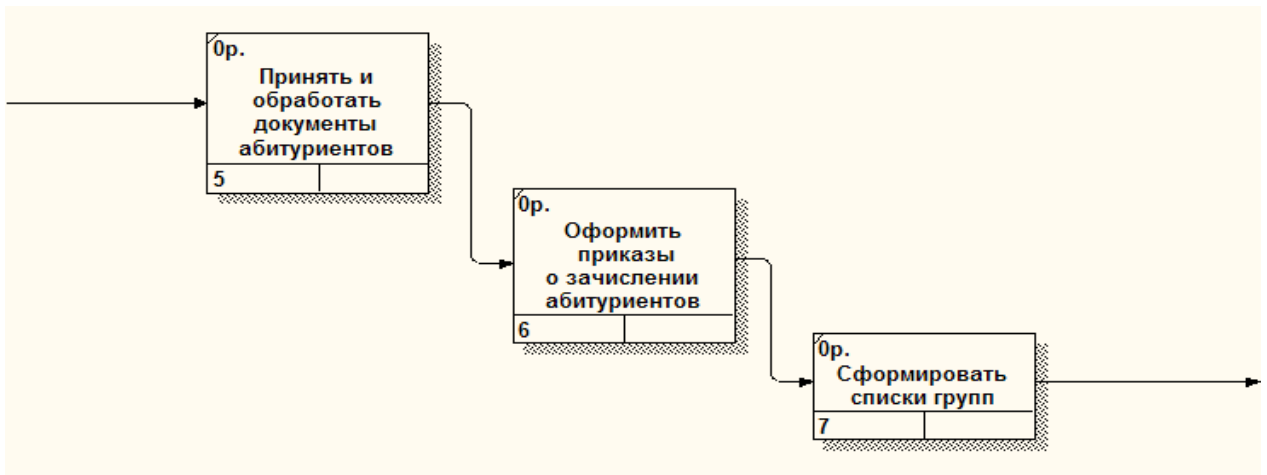 0р.
Принять и
обработать
документы
абитуриентов
5
0р.
Оформить
приказы
о зачислении
абитуриентов
6
0р.
Сформировать
списки групп
7